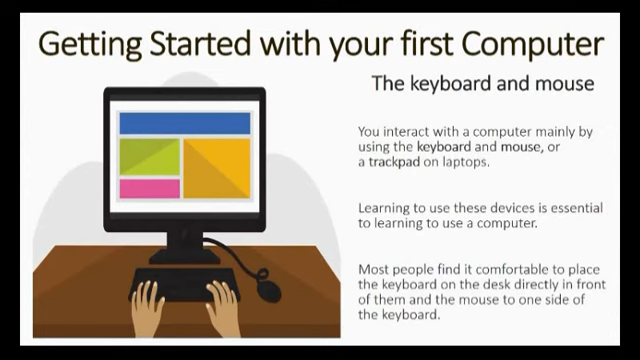 Getting Started with your first Computer
The keyboard and mouse
You interact with a computer mainly by
using the keyboard and mouse, or
a trackpad on laptops.
Learning to use these devices is essential
to learning to use a computer.
Most people find it comfortable to place
the keyboard on the desk directly in front
of them and the mouse to one side of
the keyboard.